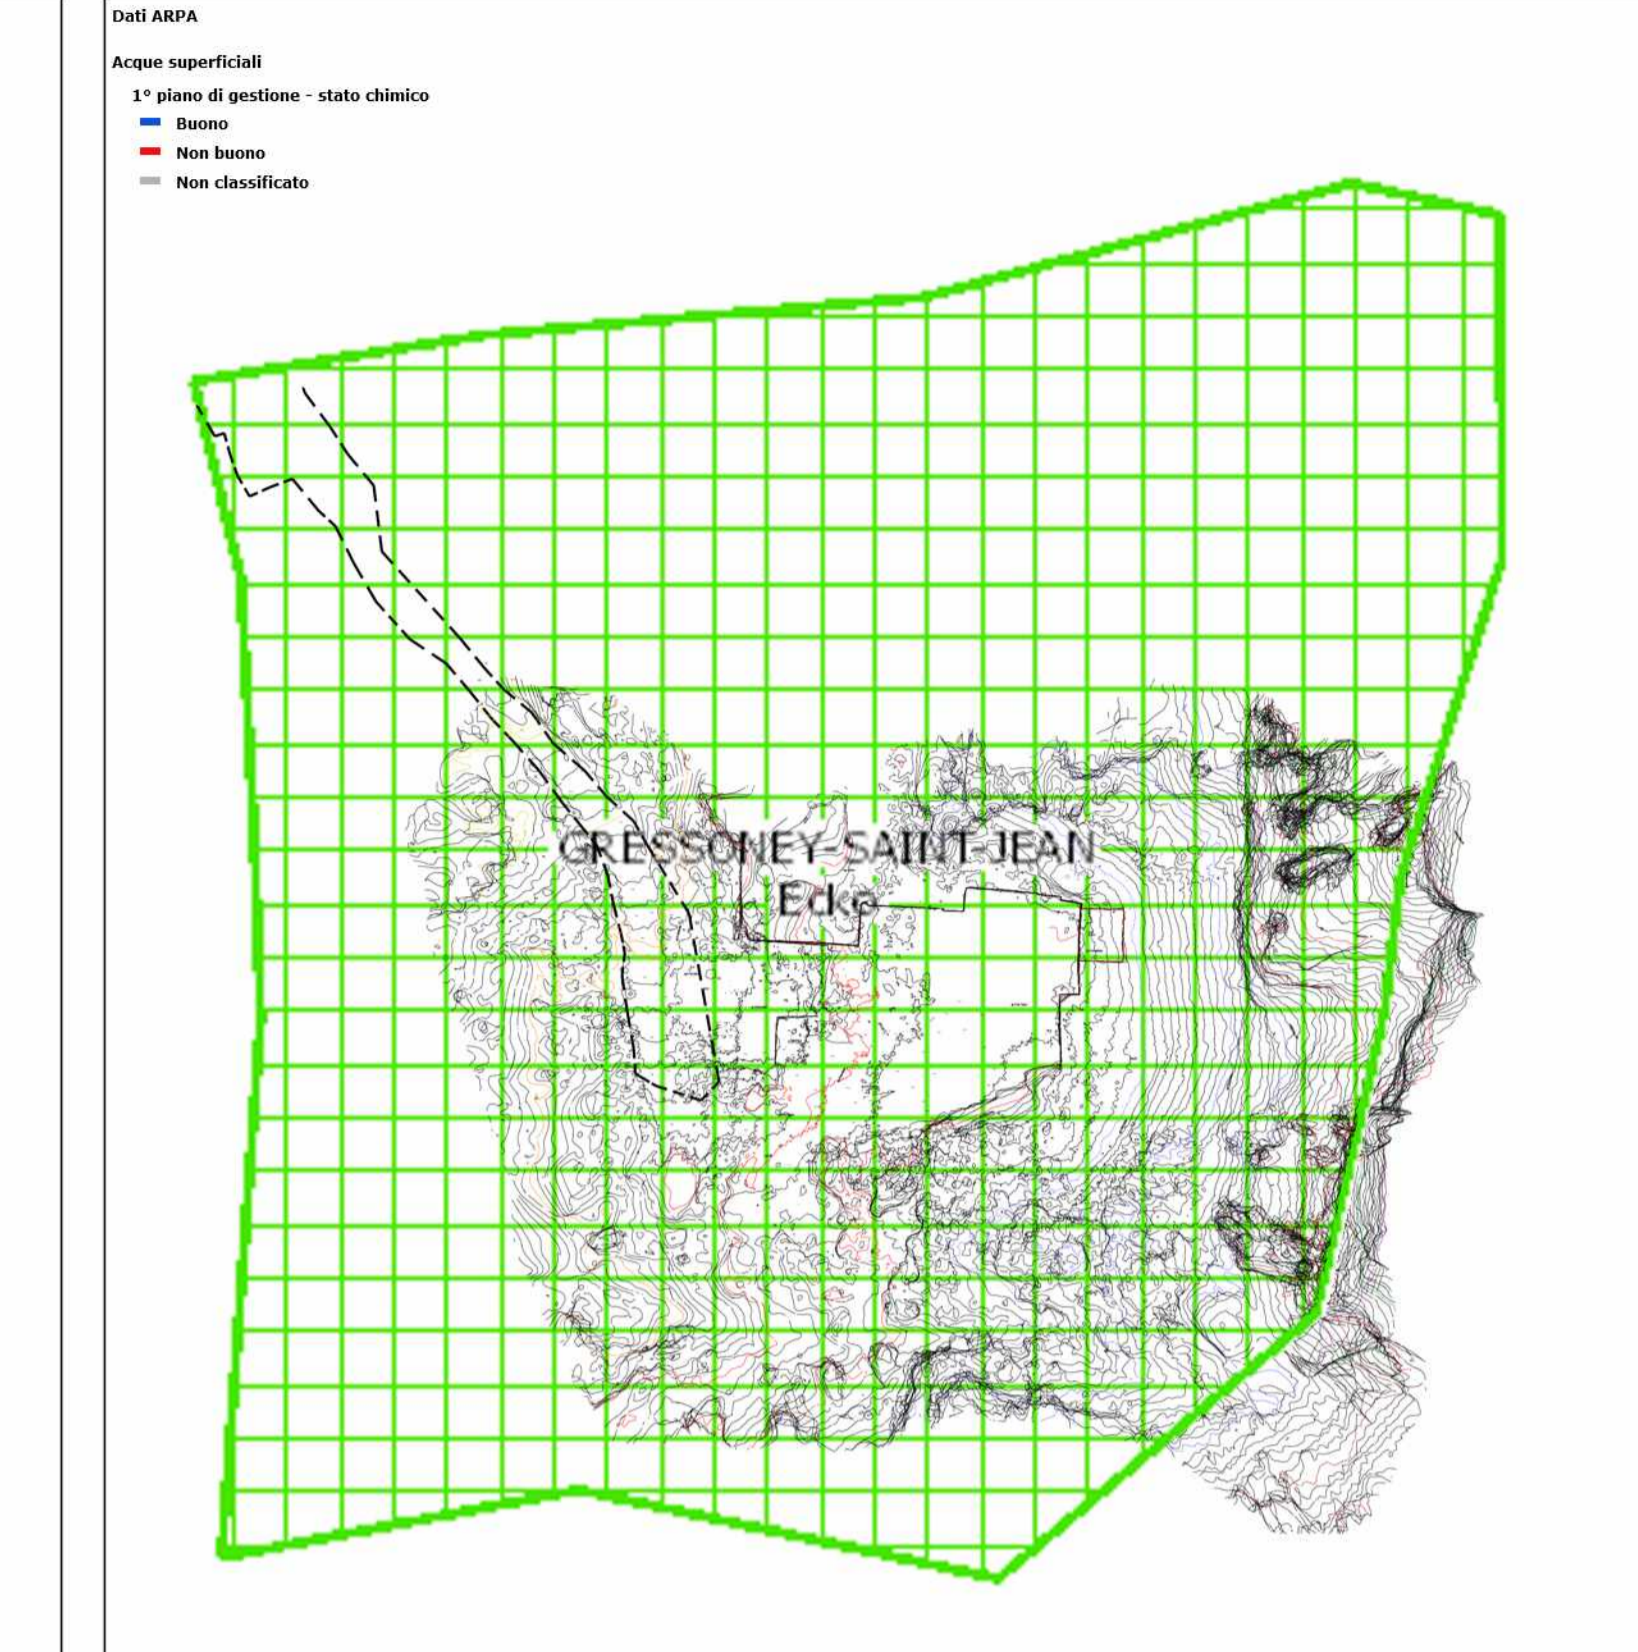 Dati ARPA
Acque superficiali
1° piano di gestione - stato chimico
Buono
Non buono
Non classificato
GRESSONEY-SAINT-JEAN
Ecko